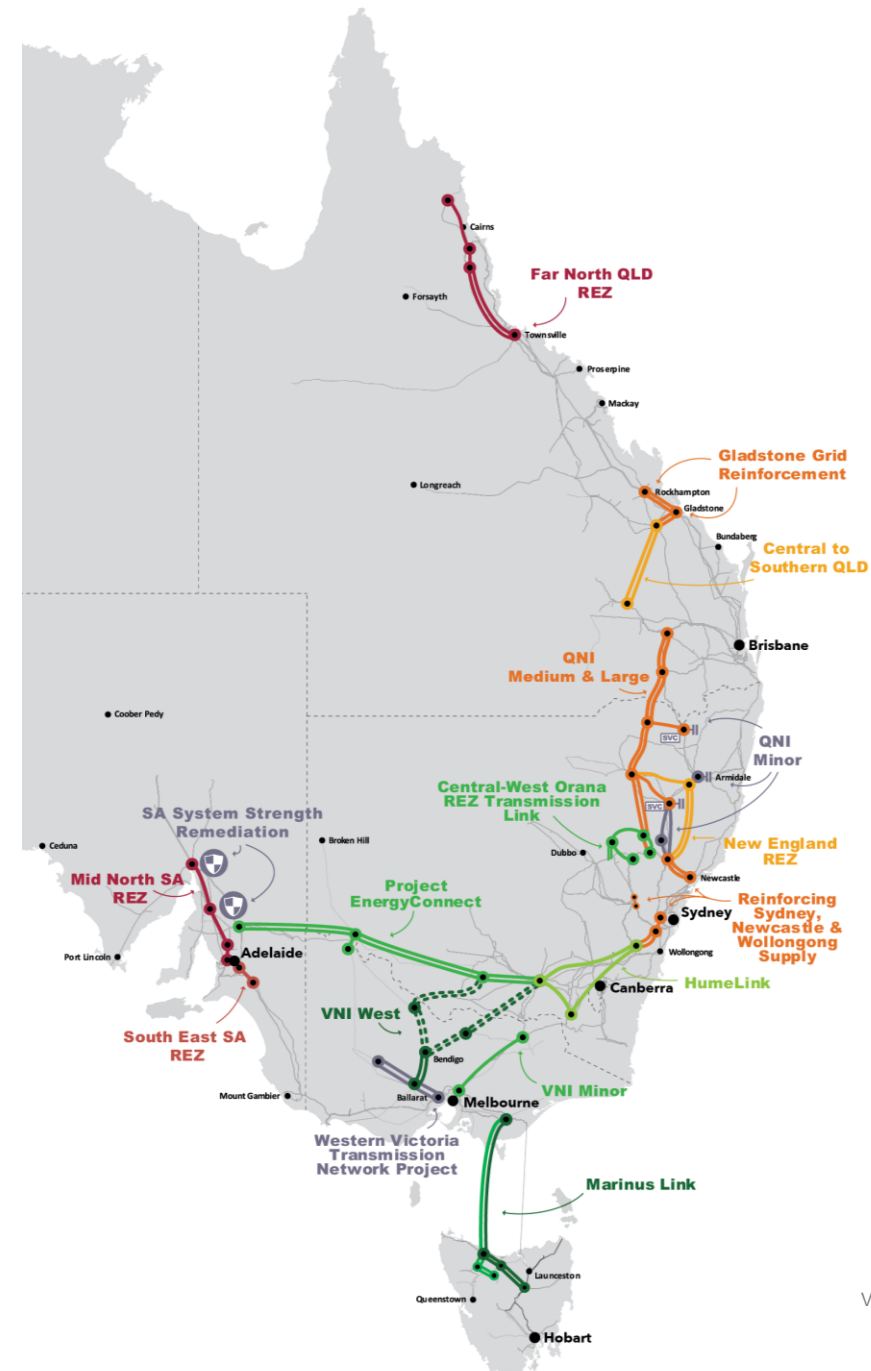 Cairns
Far North QLD
REZ
Forsayth
Townsville
Proserpine
Mackay
Gladstone Grid
Reinforcement
Longreach
Rockhampton
Gladstone
Bundaberg
Central to
Southern QLD
Brisbane
QNI
Medium & Large
Coober Pedy
SVC
QNI
Minor
Armidale
Central-West Orana
REZ Transmission
Link
SVC
SA System Strength
Remediation
Broken Hill
Ceduna
Dubbo
New England
REZ
Newcastle
Mid North SA
REZ
Project
EnergyConnect
Reinforcing
Sydney,
Newcastle &
Wollongong
Supply
Sydney
Port Lincoln
Adelaide
Wollongong
HumeLink
Canberra
VNI West
South East SA
REZ
Bendigo
VNI Minor
Mount Gambier
Ballarat
Melbourne
Western Victoria
Transmission
Network Project
Marinus Link
Launceston
Queenstown
V
Hobart